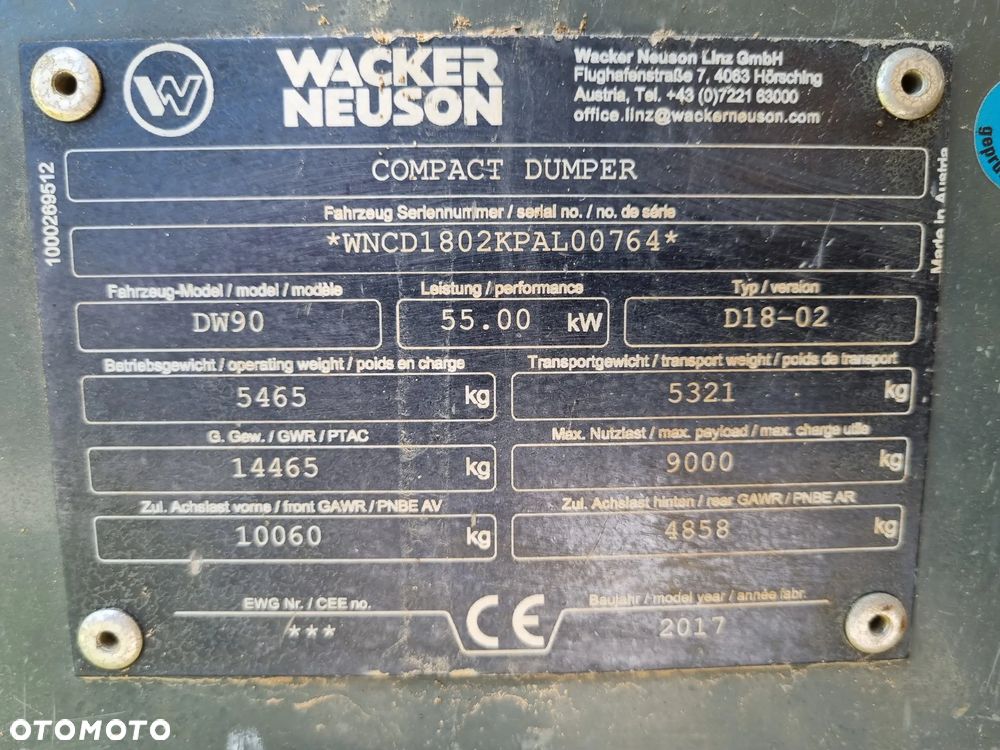 WACKER
NEUSON
Wacker Neuson Linz GmbH
Flughafenstraße 7, 4063 Hörsching
Austria, Tel. +43 (0)7221 63000
office.linz@wackerneuson.com
COMPACT DUMPER
Fahrzeug Seriennummer / serial no. / no. de série
*WNCD1802KPAL00764*
1000269512
Made in Austria
Fahrzeug-Model / model / modèle
Leistung / performance
Typ / version
DW90
55.00 kW
D18-02
Betriebsgewicht / operating weight / poids en charge
Transportgewicht / transport weight / poids de transport
5465 kg
5321 kg
G. Gew. / GWR / PTAC
Max. Nutzlast / max. payload / max. charge utile
14465 kg
9000 kg
Zul. Achslast vorne / front GAWR / PNBE AV
Zul. Achslast hinten / rear GAWR / PNBE AR
10060 kg
4858 kg
EWG Nr. / CEE no.
***
CE
Baujahr / model year / année fabr.
2017
OTOMOTO